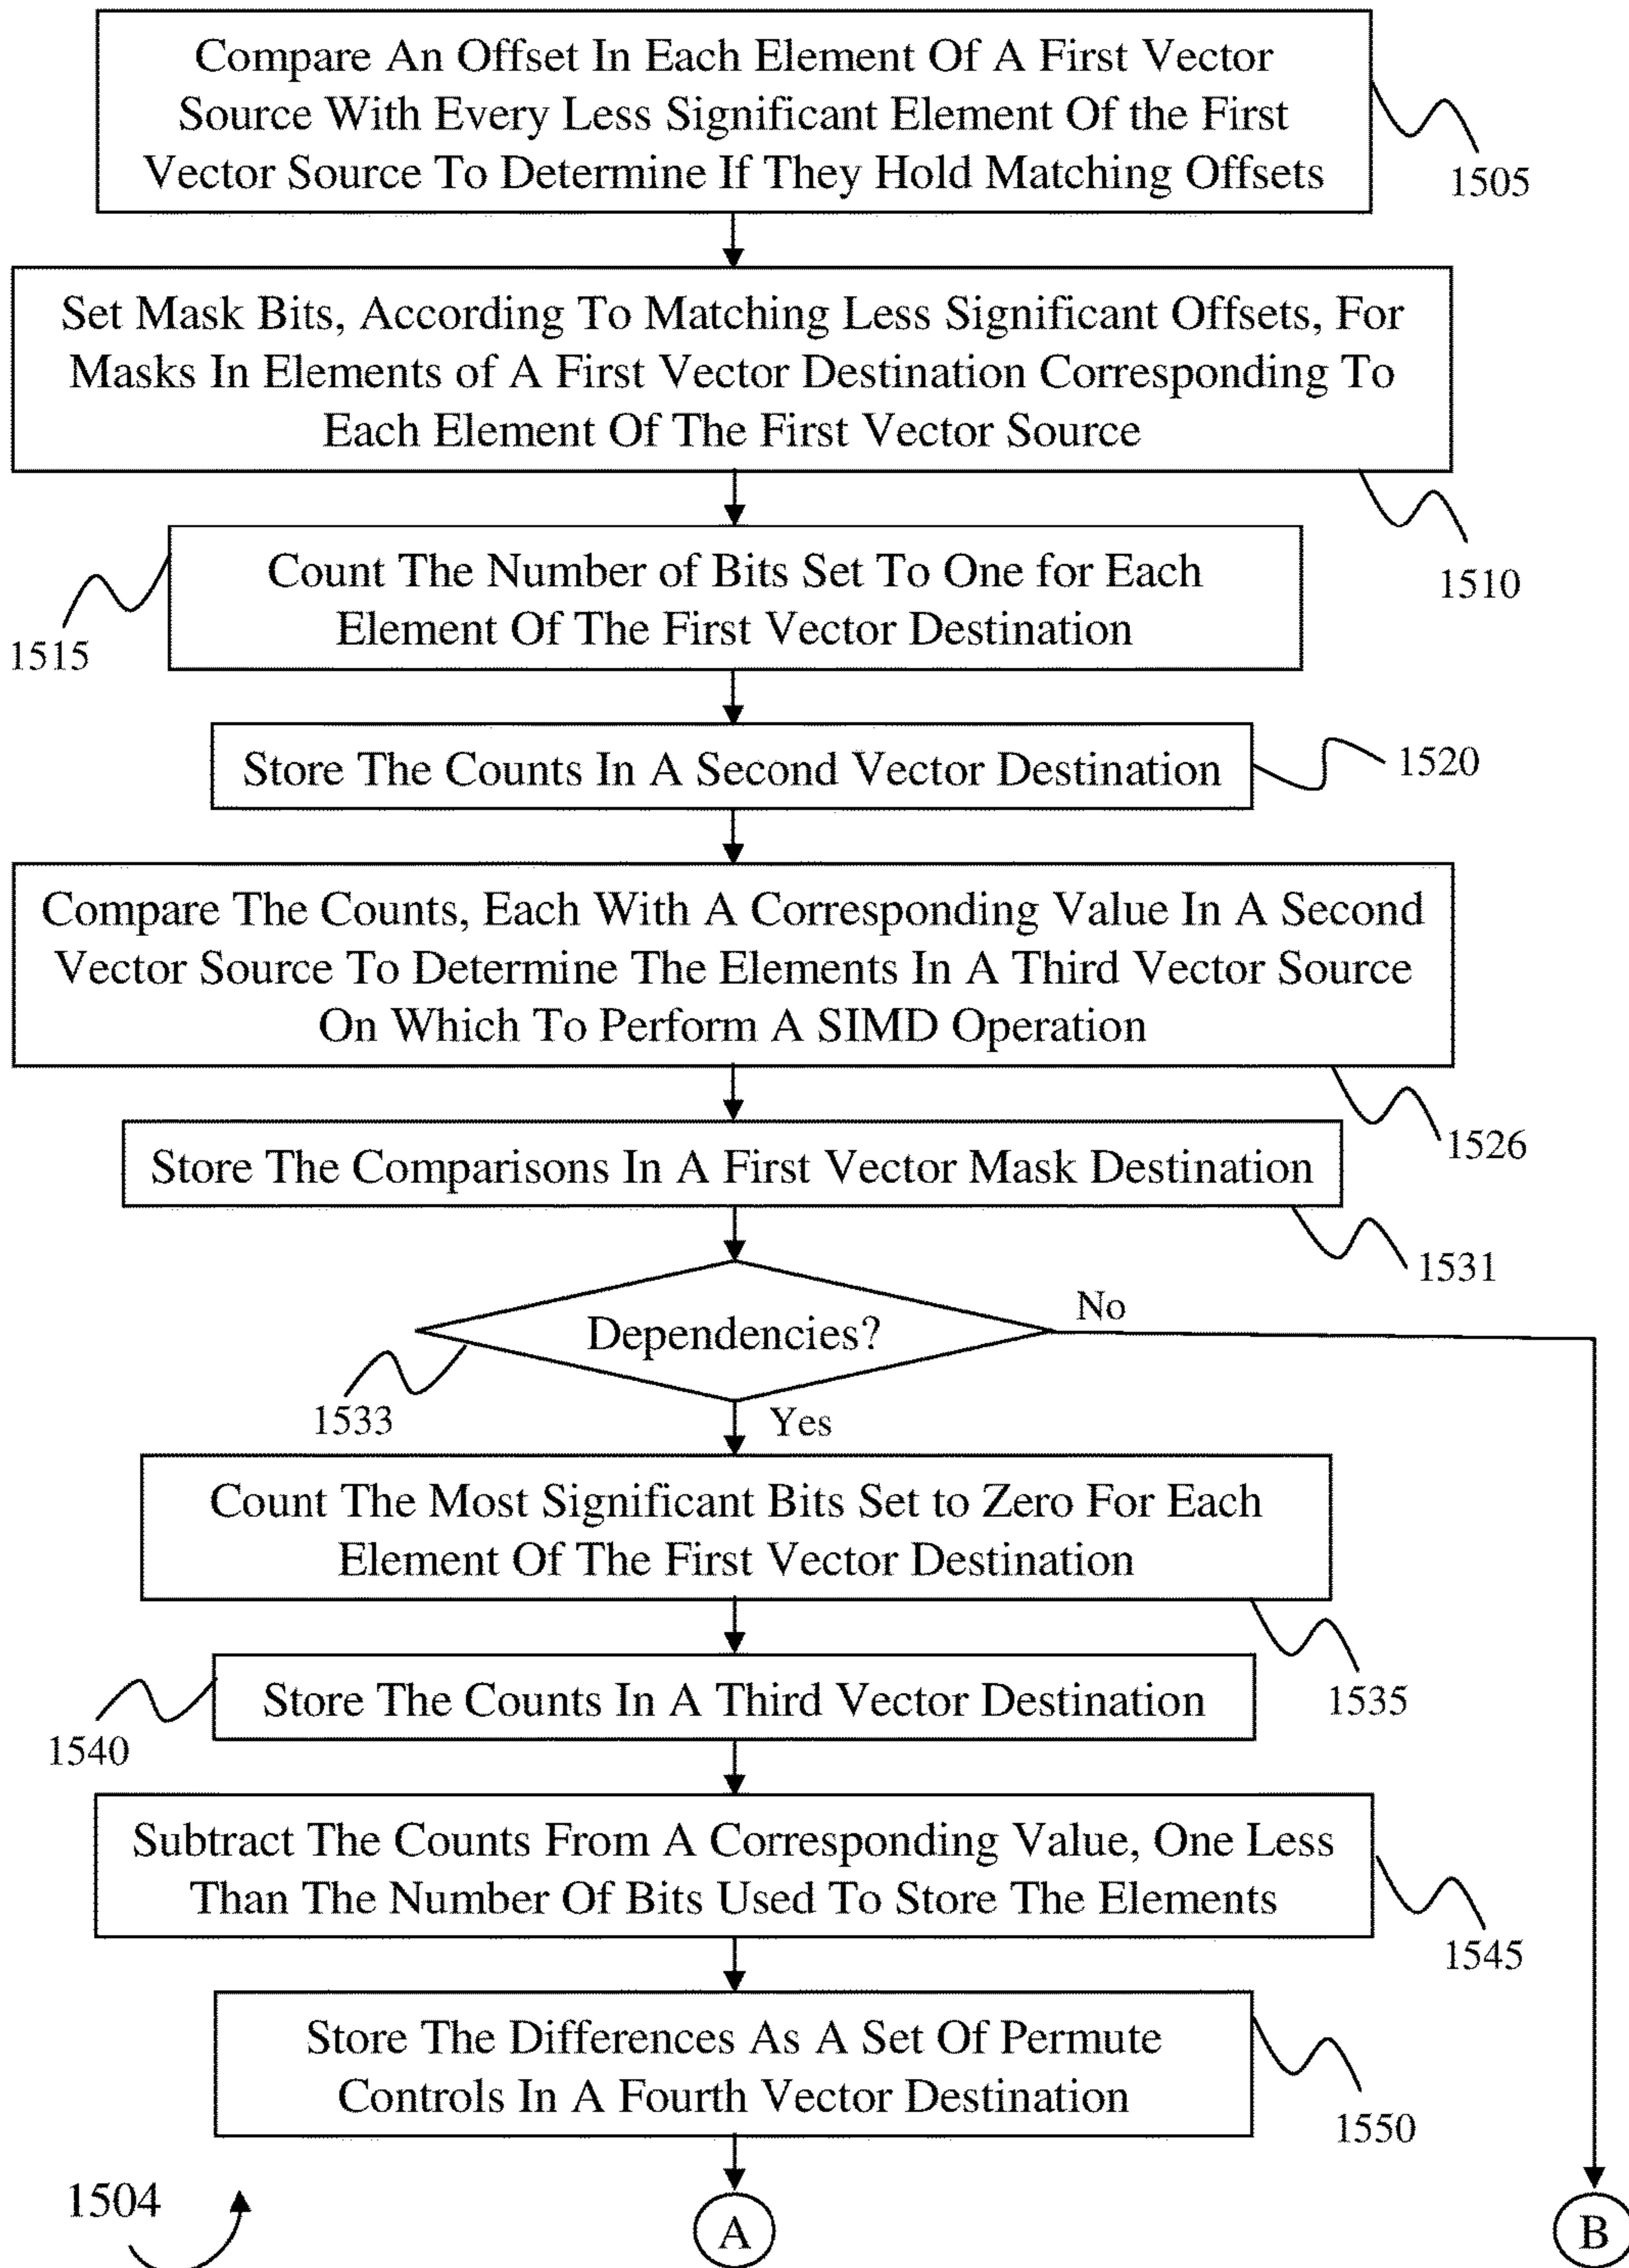 Compare An Offset In Each Element Of A First Vector
Source With Every Less Significant Element Of the First
Vector Source To Determine If They Hold Matching Offsets
1505
Set Mask Bits, According To Matching Less Significant Offsets, For
Masks In Elements of A First Vector Destination Corresponding To
Each Element Of The First Vector Source
1510
Count The Number of Bits Set To One for Each
Element Of The First Vector Destination
1515
Store The Counts In A Second Vector Destination
1520
Compare The Counts, Each With A Corresponding Value In A Second
Vector Source To Determine The Elements In A Third Vector Source
On Which To Perform A SIMD Operation
1526
Store The Comparisons In A First Vector Mask Destination
1531
Dependencies?
No
1533
Yes
Count The Most Significant Bits Set to Zero For Each
Element Of The First Vector Destination
1535
Store The Counts In A Third Vector Destination
1540
Subtract The Counts From A Corresponding Value, One Less
Than The Number Of Bits Used To Store The Elements
1545
Store The Differences As A Set Of Permute
Controls In A Fourth Vector Destination
1550
1504
A
B